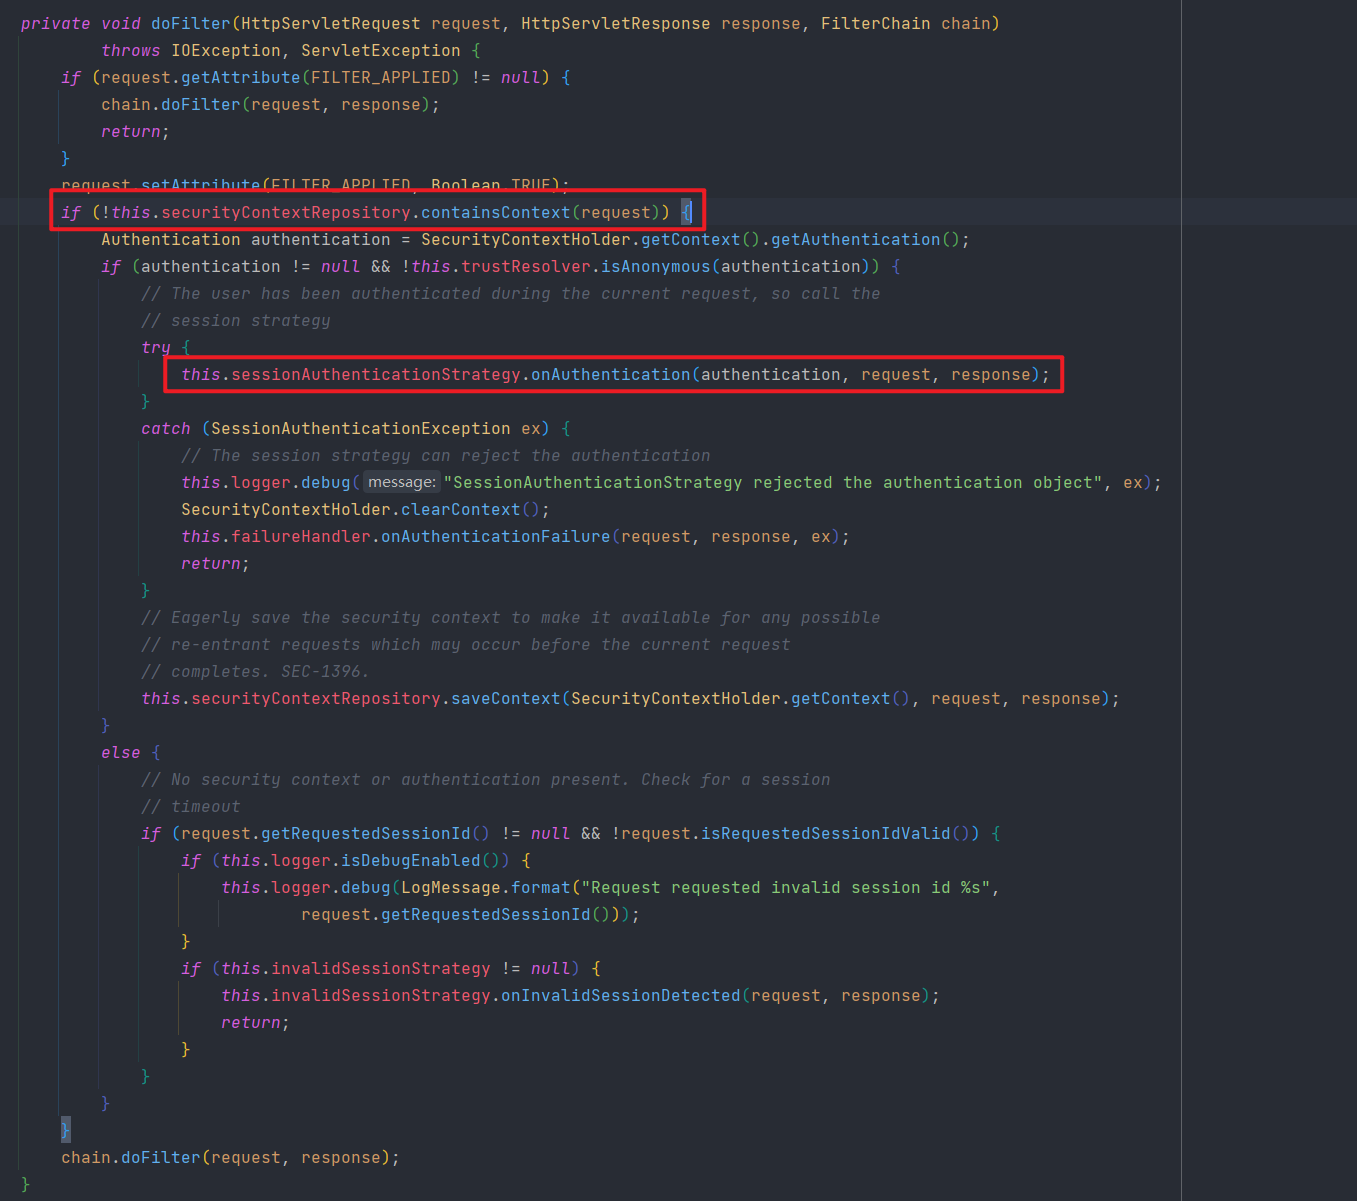 private void doFilter(HttpServletRequest request, HttpServletResponse response, FilterChain chain)
        throws IOException, ServletException {
    if (request.getAttribute(FILTER_APPLIED) != null) {
        chain.doFilter(request, response);
        return;
    }
    request.setAttribute(FILTER_APPLIED, Boolean.TRUE);
    if (!this.securityContextRepository.containsContext(request)) {
        Authentication authentication = SecurityContextHolder.getContext().getAuthentication();
        if (authentication != null && !this.trustResolver.isAnonymous(authentication)) {
            // The user has been authenticated during the current request, so call the
            // session strategy
            try {
                this.sessionAuthenticationStrategy.onAuthentication(authentication, request, response);
            }
            catch (SessionAuthenticationException ex) {
                // The session strategy can reject the authentication
                this.logger.debug( message: "SessionAuthenticationStrategy rejected the authentication object", ex);
                SecurityContextHolder.clearContext();
                this.failureHandler.onAuthenticationFailure(request, response, ex);
                return;
            }
            // Eagerly save the security context to make it available for any possible
            // re-entrant requests which may occur before the current request
            // completes. SEC-1396.
            this.securityContextRepository.saveContext(SecurityContextHolder.getContext(), request, response);
        }
        else {
            // No security context or authentication present. Check for a session
            // timeout
            if (request.getRequestedSessionId() != null && !request.isRequestedSessionIdValid()) {
                if (this.logger.isDebugEnabled()) {
                    this.logger.debug(LogMessage.format("Request requested invalid session id %s",
                            request.getRequestedSessionId()));
                }
                if (this.invalidSessionStrategy != null) {
                    this.invalidSessionStrategy.onInvalidSessionDetected(request, response);
                    return;
                }
            }
        }
    }
    chain.doFilter(request, response);
}